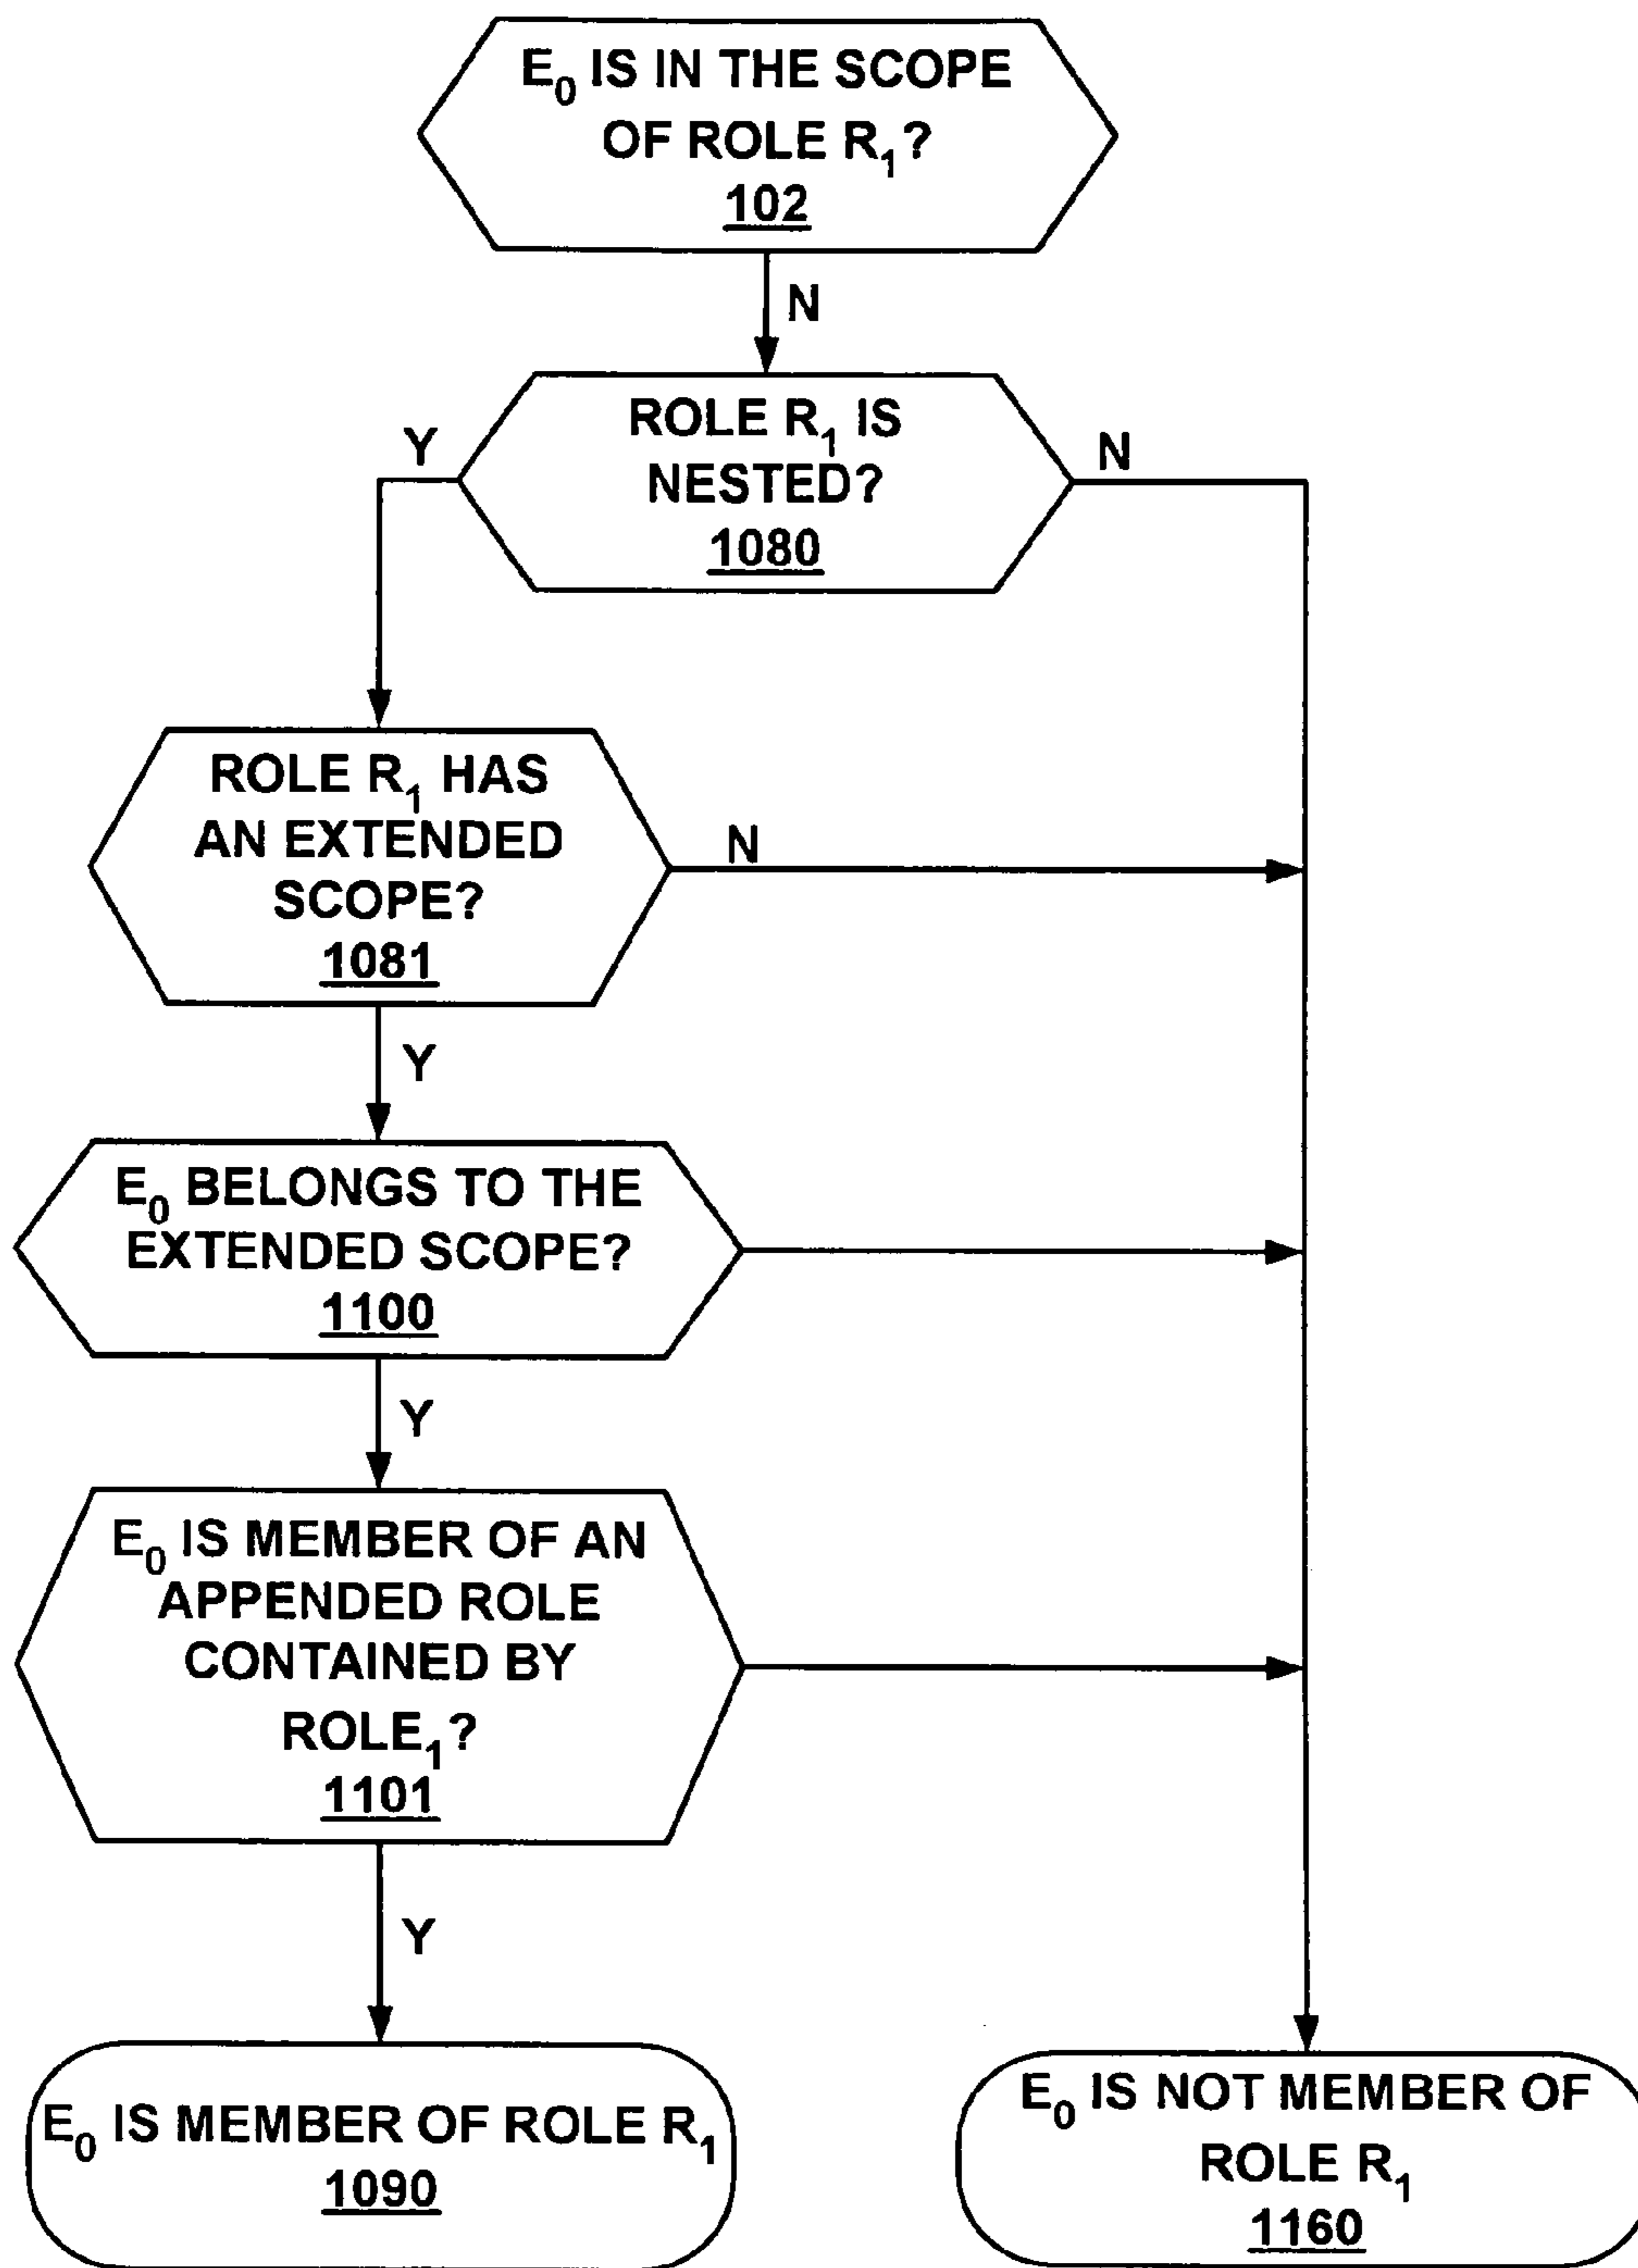 E₀ IS IN THE SCOPE
OF ROLE R₁?
102
N
ROLE R₁ IS
NESTED?
1080
Y
N
ROLE R₁ HAS
AN EXTENDED
SCOPE?
1081
N
Y
E₀ BELONGS TO THE
EXTENDED SCOPE?
1100
Y
E₀ IS MEMBER OF AN
APPENDED ROLE
CONTAINED BY
ROLE₁?
1101
Y
E₀ IS MEMBER OF ROLE R₁
1090
E₀ IS NOT MEMBER OF
ROLE R₁
1160